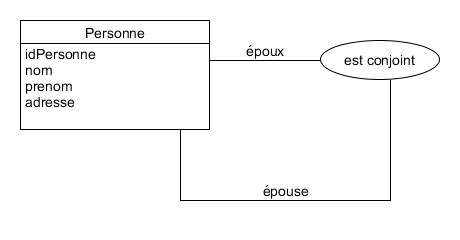 Personne
idPersonne
nom
prenom
adresse
époux
est conjoint
épouse